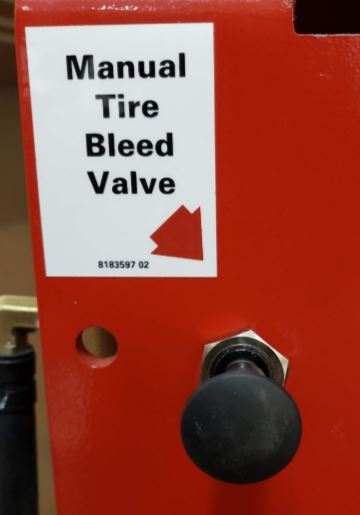 Manual
Tire
Bleed
Valve
8183597 02